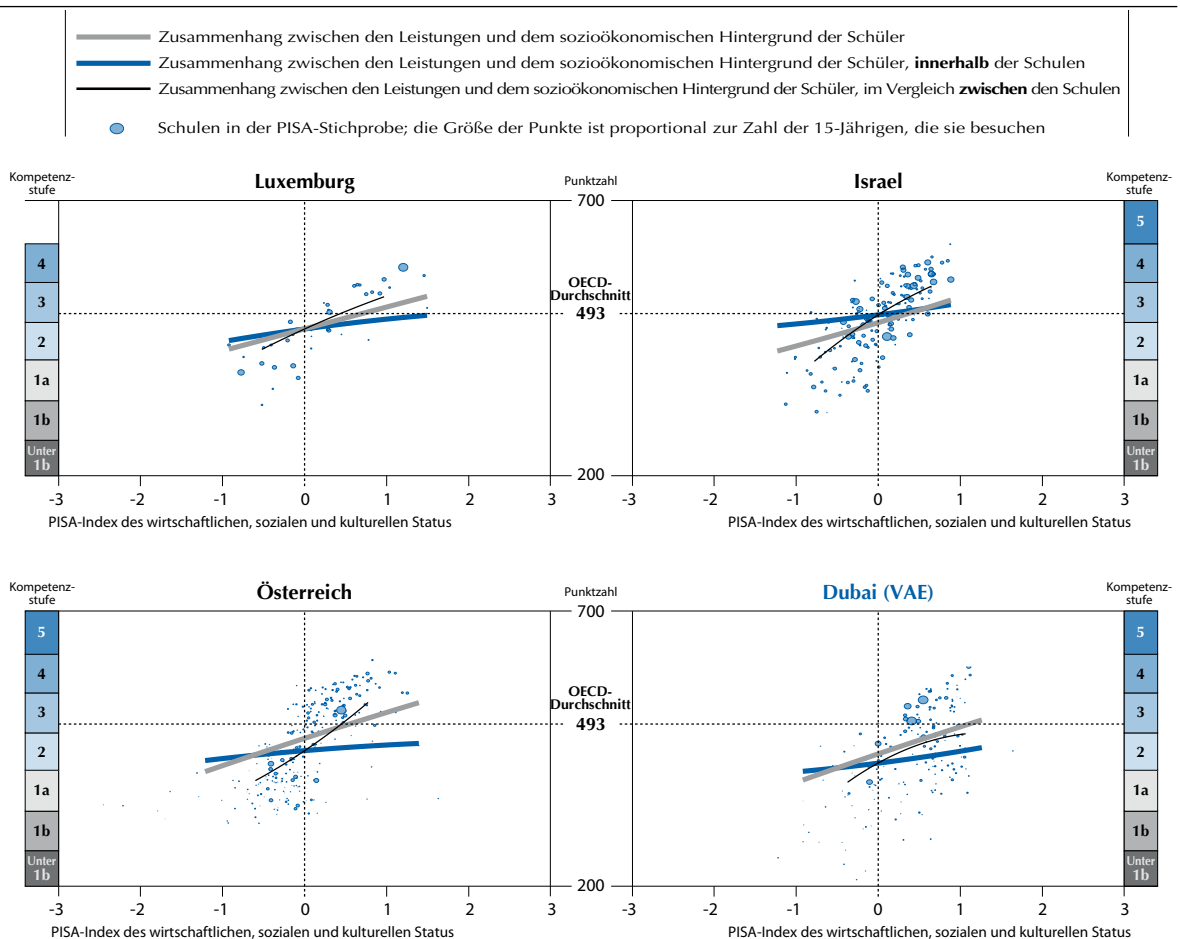 Zusammenhang zwischen den Leistungen und dem sozioökonomischen Hintergrund der Schüler
Zusammenhang zwischen den Leistungen und dem sozioökonomischen Hintergrund der Schüler, innerhalb der Schulen
Zusammenhang zwischen den Leistungen und dem sozioökonomischen Hintergrund der Schüler, im Vergleich zwischen den Schulen
Schulen in der PISA-Stichprobe; die Größe der Punkte ist proportional zur Zahl der 15-Jährigen, die sie besuchen
Kompetenz-
stufe
Luxemburg
Punktzahl
Israel
Kompetenz-
stufe
700
5
4
4
OECD-
Durchschnitt
3
493
3
2
2
1a
1a
1b
1b
Unter
1b
200
Unter
1b
-3 -2 -1 0 1 2 3
-3 -2 -1 0 1 2 3
PISA-Index des wirtschaftlichen, sozialen und kulturellen Status
PISA-Index des wirtschaftlichen, sozialen und kulturellen Status
Kompetenz-
stufe
Österreich
Punktzahl
Dubai (VAE)
Kompetenz-
stufe
700
5
5
4
4
OECD-
Durchschnitt
3
493
3
2
2
1a
1a
1b
1b
Unter
1b
200
Unter
1b
-3 -2 -1 0 1 2 3
-3 -2 -1 0 1 2 3
PISA-Index des wirtschaftlichen, sozialen und kulturellen Status
PISA-Index des wirtschaftlichen, sozialen und kulturellen Status